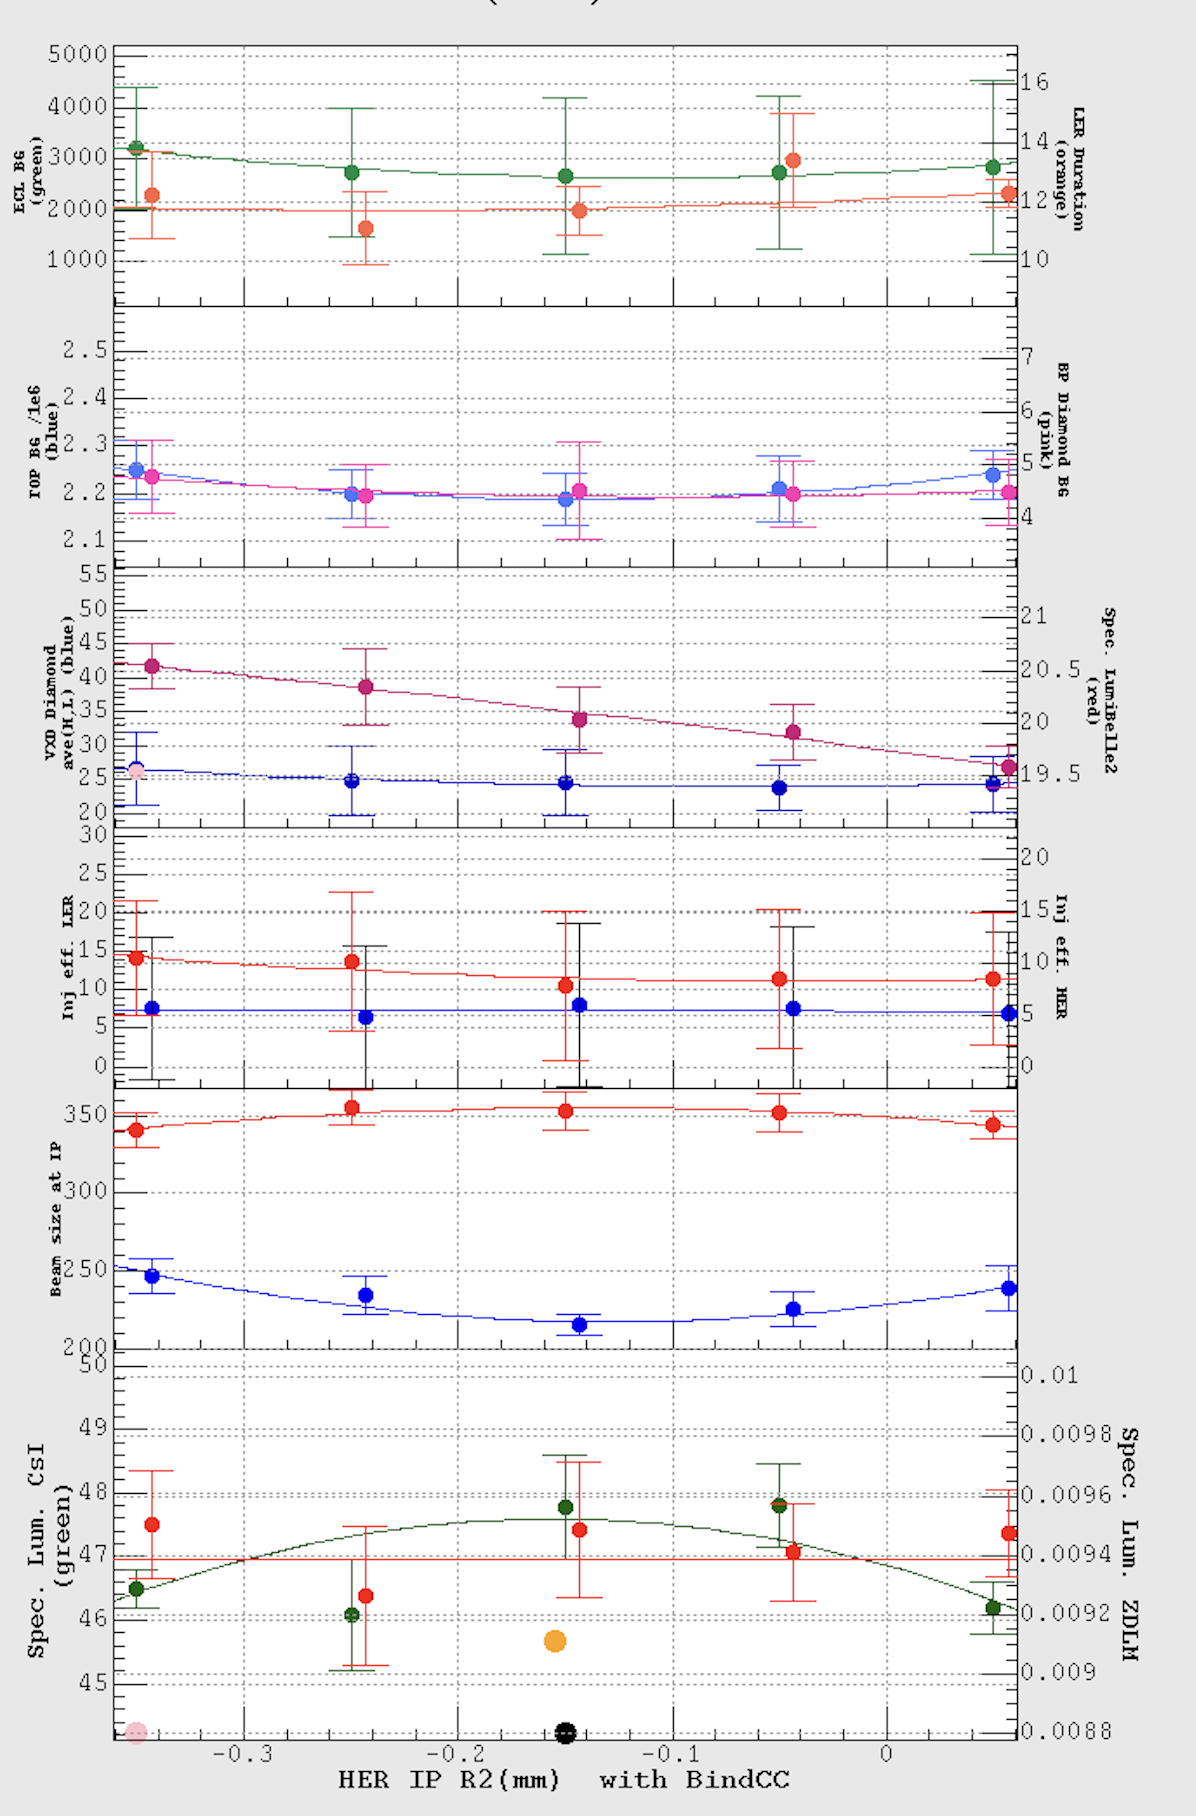 5000
4000
3000
2000
1000
ECL BG
(green)
16
14
12
10
LER Duration
(orange)
2.5
2.4
2.3
2.2
2.1
TOP BG /1e6
(blue)
7
6
5
4
BP Diamond BG
(pink)
55
50
45
40
35
30
25
20
VXD Diamond
ave(H,L) (blue)
21
20.5
20
19.5
Spec. LumiBelle2
(red)
30
25
20
15
10
5
0
Inj eff. LER
20
15
10
5
0
Inj eff. HER
350
300
250
200
Beam size at IP
50
49
48
47
46
45
Spec. Lum. CsI
(green)
0.01
0.0098
0.0096
0.0094
0.0092
0.009
0.0088
Spec. Lum. ZDLM
-0.3 -0.2 -0.1 0
HER IP R2(mm) with BindCC